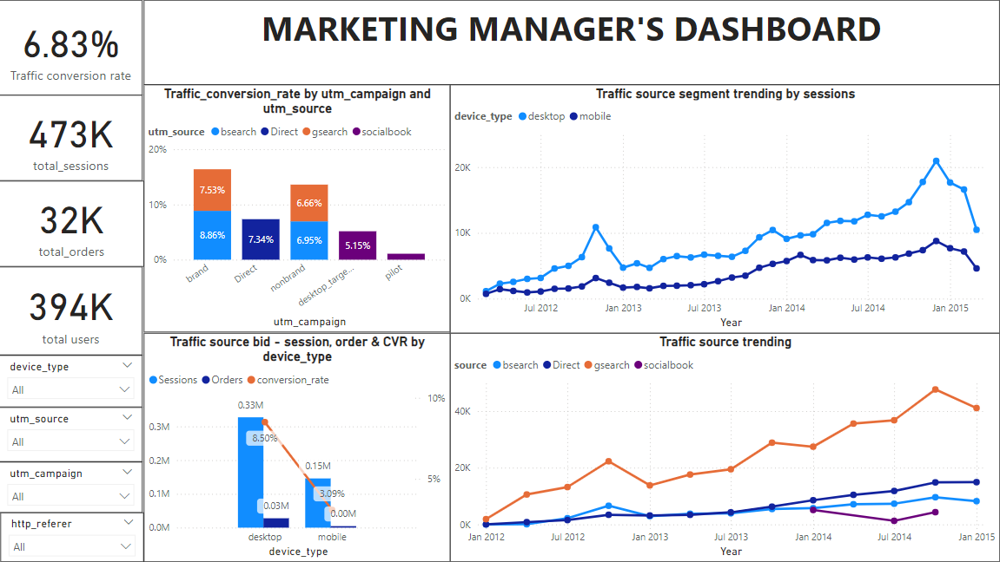 MARKETING MANAGER'S DASHBOARD
6.83%
Traffic conversion rate
473K
total_sessions
32K
total_orders
394K
total users
device_type
All
utm_source
All
utm_campaign
All
http_referer
All
Traffic_conversion_rate by utm_campaign and
utm_source
utm_source bsearch Direct gsearch socialbook
20%
10%
0%
7.53%
8.86%
7.34%
6.66%
6.95%
5.15%
brand
Direct
nonbrand
desktop_targe...
pilot
utm_campaign
Traffic source segment trending by sessions
device_type desktop mobile
20K
10K
0K
Jul 2012 Jan 2013 Jul 2013 Jan 2014 Jul 2014 Jan 2015
Year
Traffic source bid - session, order & CVR by
device_type
Sessions Orders conversion_rate
0.3M
0.2M
0.1M
0.0M
10%
5%
0.33M
8.50%
0.03M
0.15M
3.09%
0.00M
desktop mobile
device_type
Traffic source trending
source bsearch Direct gsearch socialbook
40K
20K
0K
Jan 2012 Jul 2012 Jan 2013 Jul 2013 Jan 2014 Jul 2014 Jan 2015
Year